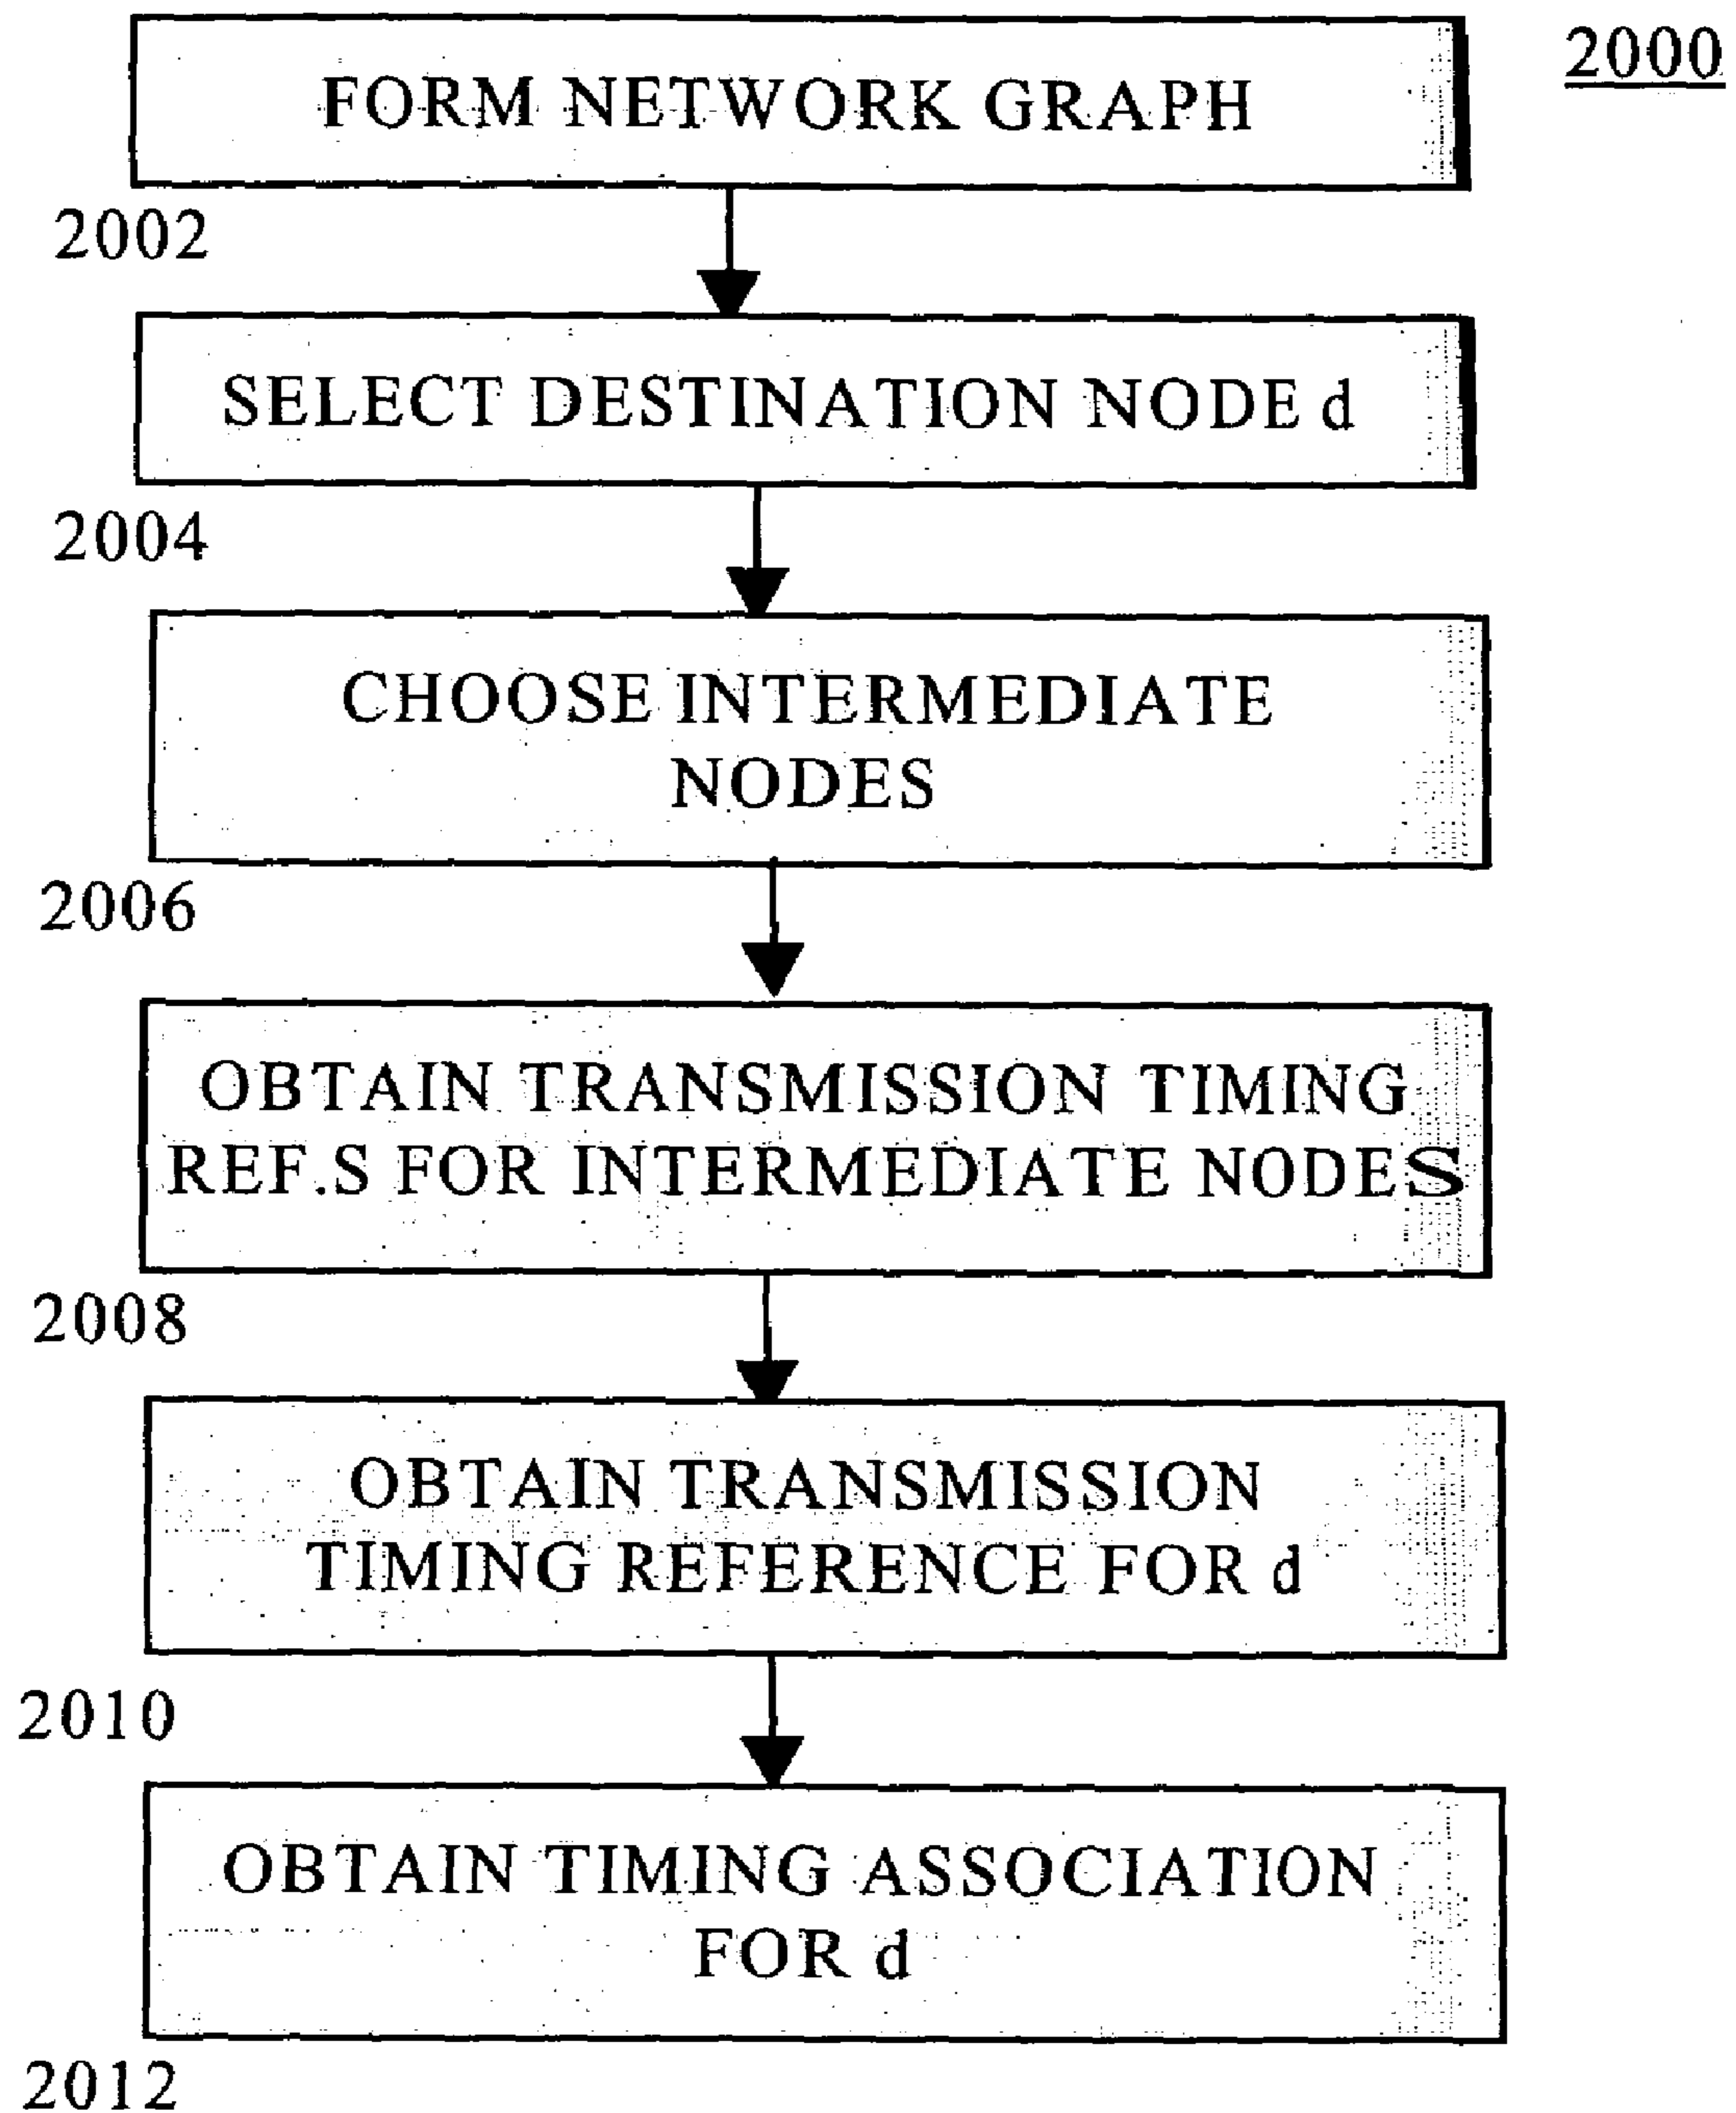 2000
FORM NETWORK GRAPH
2002
SELECT DESTINATION NODE d
2004
CHOOSE INTERMEDIATE
NODES
2006
OBTAIN TRANSMISSION TIMING
REF.S FOR INTERMEDIATE NODES
2008
OBTAIN TRANSMISSION
TIMING REFERENCE FOR d
2010
OBTAIN TIMING ASSOCIATION
FOR d
2012